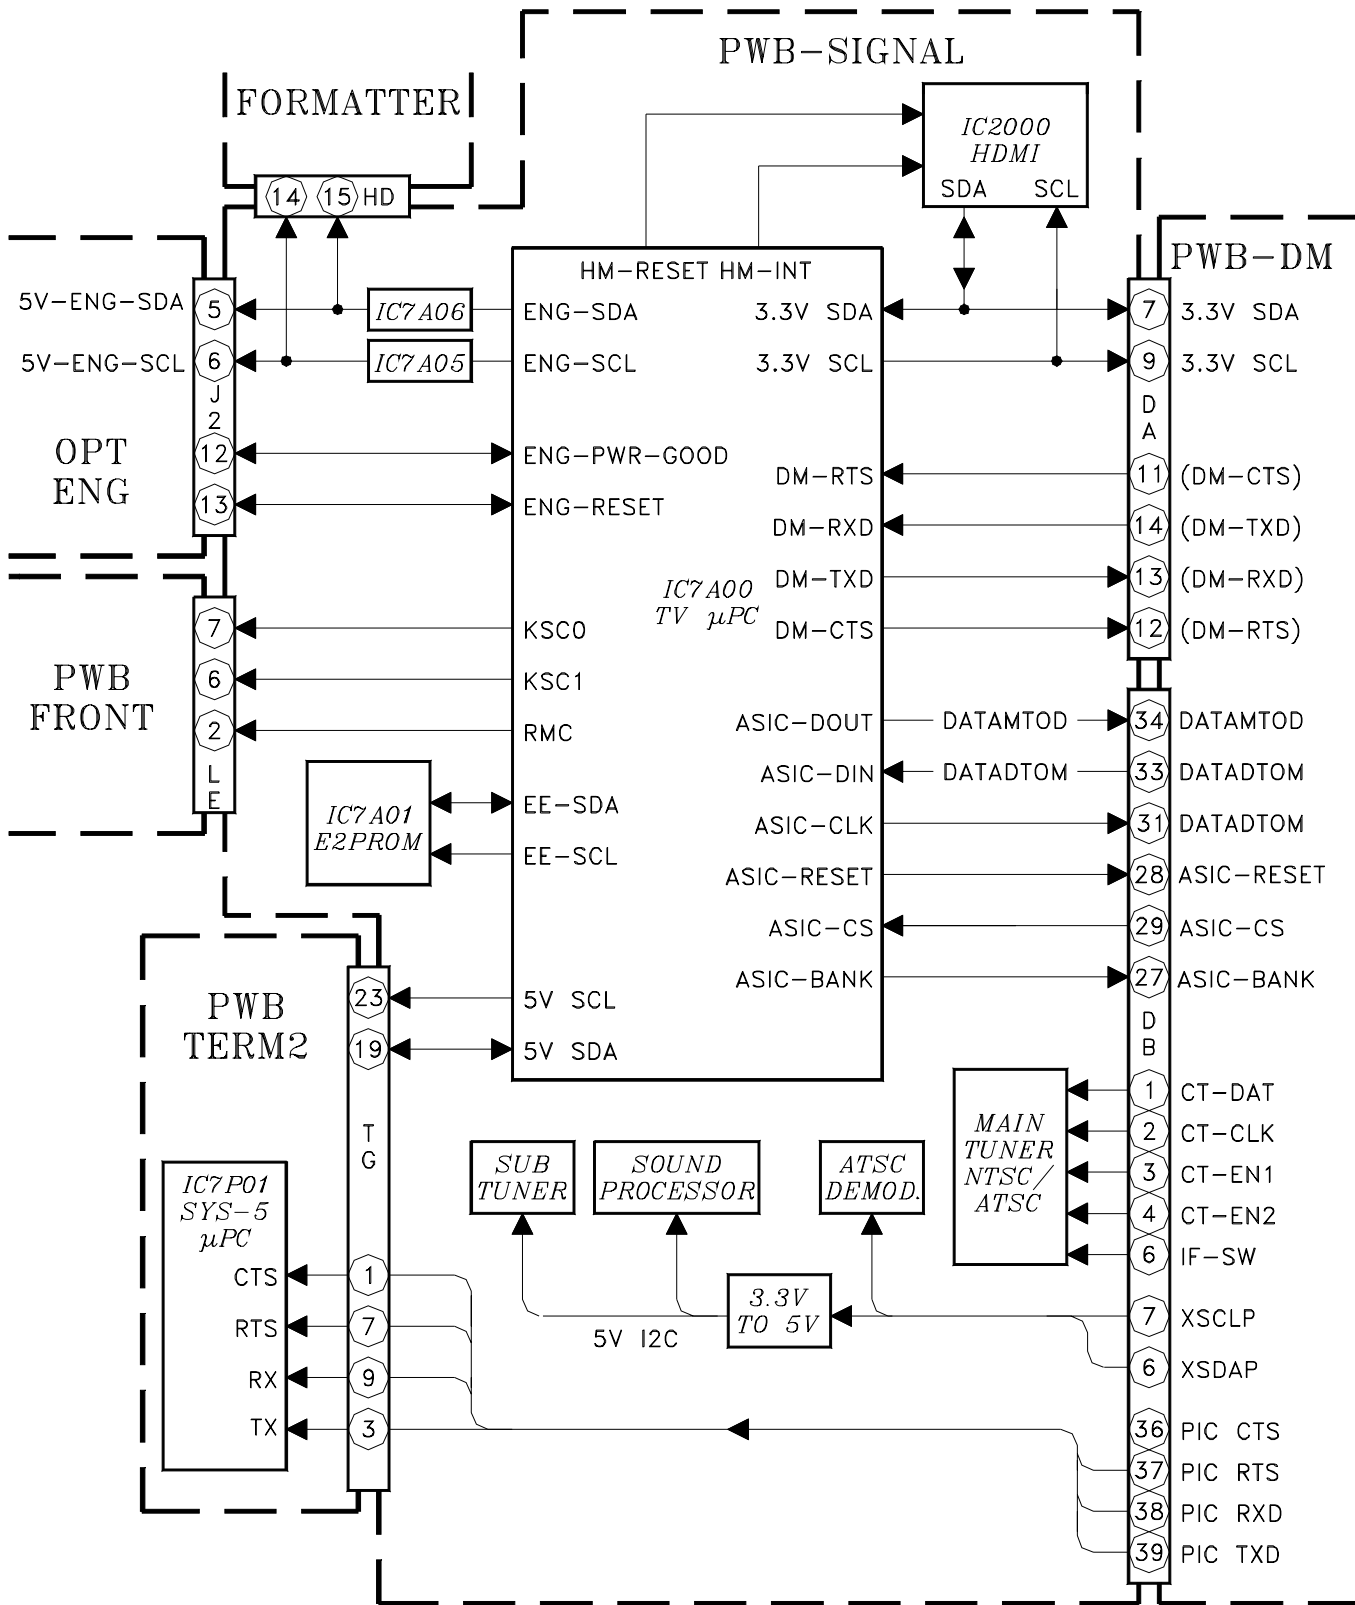 PWB-SIGNAL
FORMATTER
14 15 HD
IC2000
HDMI
SDA SCL
PWB-DM
HM-RESET HM-INT
5V-ENG-SDA 5 IC7A06 ENG-SDA 3.3V SDA 7 3.3V SDA
5V-ENG-SCL 6 IC7A05 ENG-SCL 3.3V SCL 9 3.3V SCL
J
2
D
A
OPT
ENG
12 ENG-PWR-GOOD
13 ENG-RESET
DM-RTS 11 (DM-CTS)
DM-RXD 14 (DM-TXD)
DM-TXD 13 (DM-RXD)
DM-CTS 12 (DM-RTS)
IC7A00
TV µPC
PWB
FRONT
7 KSC0
6 KSC1
2 RMC
L
E
ASIC-DOUT DATAMTOD 34 DATAMTOD
ASIC-DIN DATADTOM 33 DATADTOM
ASIC-CLK 31 DATADTOM
ASIC-RESET 28 ASIC-RESET
ASIC-CS 29 ASIC-CS
ASIC-BANK 27 ASIC-BANK
D
B
IC7A01
E2PROM
EE-SDA
EE-SCL
PWB
TERM2
23 5V SCL
19 5V SDA
T
G
MAIN
TUNER
NTSC/
ATSC
1 CT-DAT
2 CT-CLK
3 CT-EN1
4 CT-EN2
6 IF-SW
SUB
TUNER
SOUND
PROCESSOR
ATSC
DEMOD.
IC7P01
SYS-5
µPC
CTS 1
RTS 7
RX 9
TX 3
3.3V
TO 5V
5V I2C
7 XSCLP
6 XSDAP
36 PIC CTS
37 PIC RTS
38 PIC RXD
39 PIC TXD